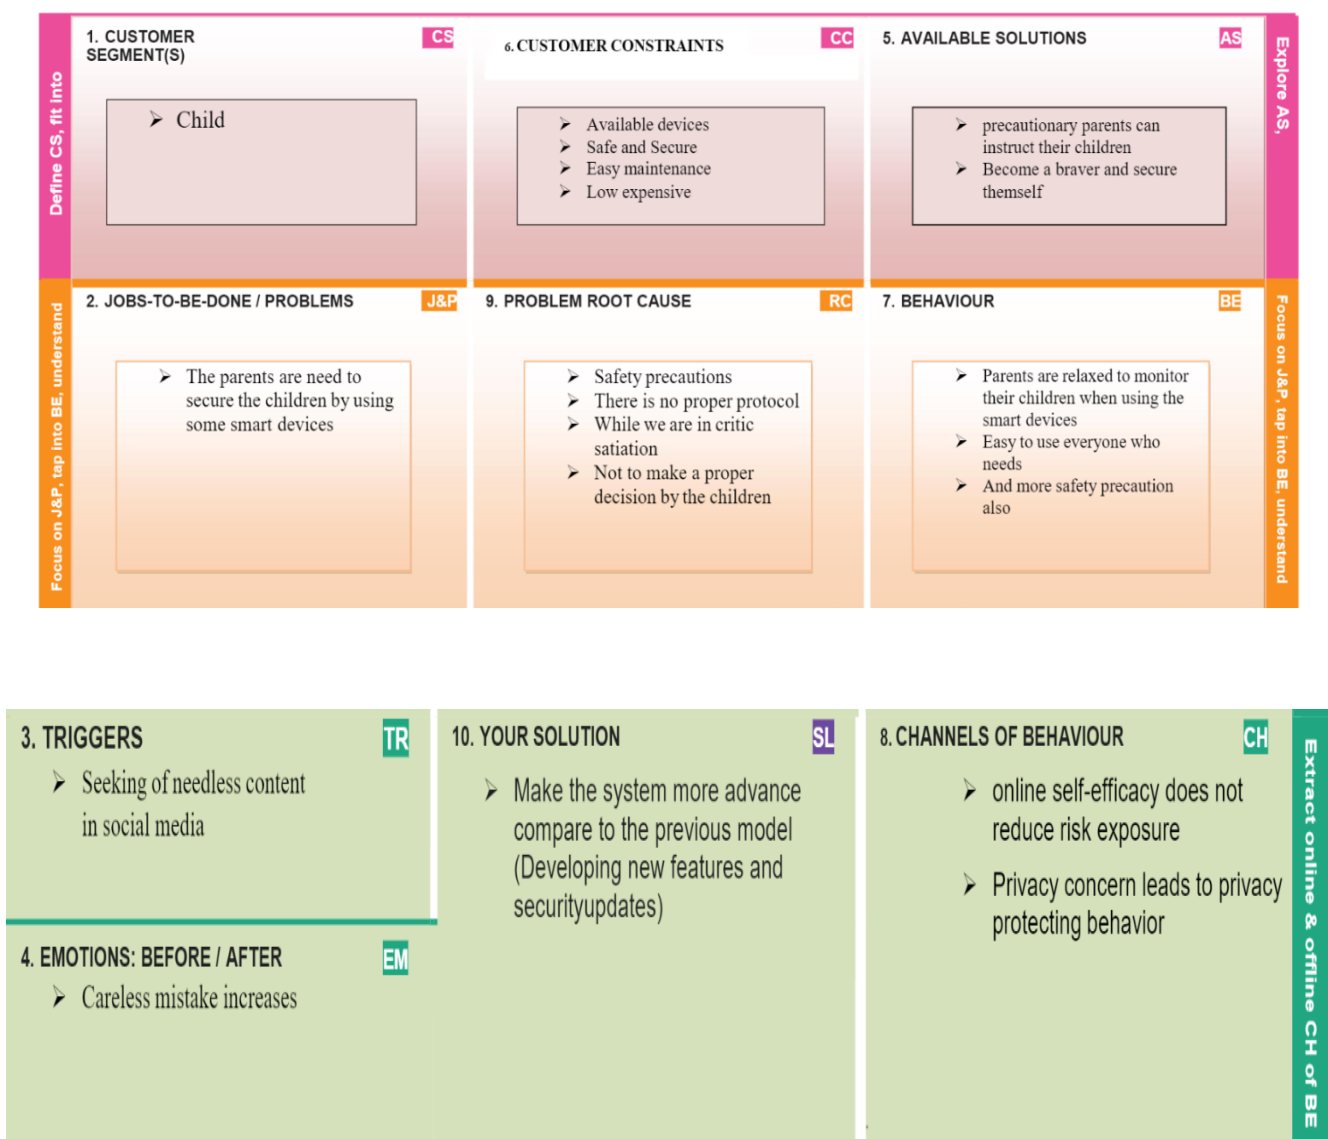 Define CS, fit into
1. CUSTOMER
SEGMENT(S)
CS
➢ Child
6. CUSTOMER CONSTRAINTS
CC
➢ Available devices
➢ Safe and Secure
➢ Easy maintenance
➢ Low expensive
5. AVAILABLE SOLUTIONS
AS
➢ precautionary parents can
instruct their children
➢ Become a braver and secure
themself
Explore AS,
Focus on J&P, tap into BE, understand
2. JOBS-TO-BE-DONE / PROBLEMS
J&P
➢ The parents are need to
secure the children by using
some smart devices
9. PROBLEM ROOT CAUSE
RC
➢ Safety precautions
➢ There is no proper protocol
➢ While we are in critic
satiation
➢ Not to make a proper
decision by the children
7. BEHAVIOUR
BE
➢ Parents are relaxed to monitor
their children when using the
smart devices
➢ Easy to use everyone who
needs
➢ And more safety precaution
also
Focus on J&P, tap into BE, understand
3. TRIGGERS
TR
➢ Seeking of needless content
in social media
4. EMOTIONS: BEFORE / AFTER
EM
➢ Careless mistake increases
10. YOUR SOLUTION
SL
➢ Make the system more advance
compare to the previous model
(Developing new features and
securityupdates)
8. CHANNELS OF BEHAVIOUR
CH
➢ online self-efficacy does not
reduce risk exposure
➢ Privacy concern leads to privacy
protecting behavior
Extract online & offline CH of BE